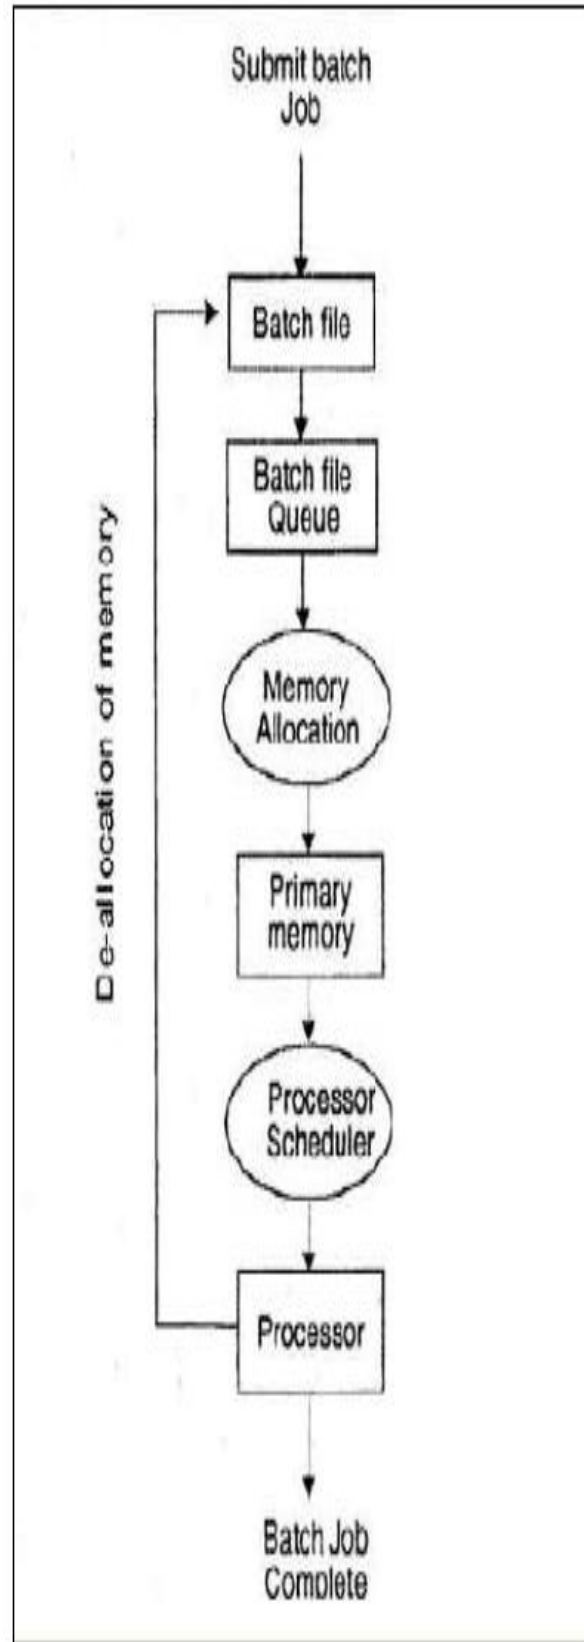 Submit batch
Job
Batch file
Batch file
Queue
Memory
Allocation
Primary
memory
Processor
Scheduler
Processor
De-allocation of memory
Batch Job
Complete